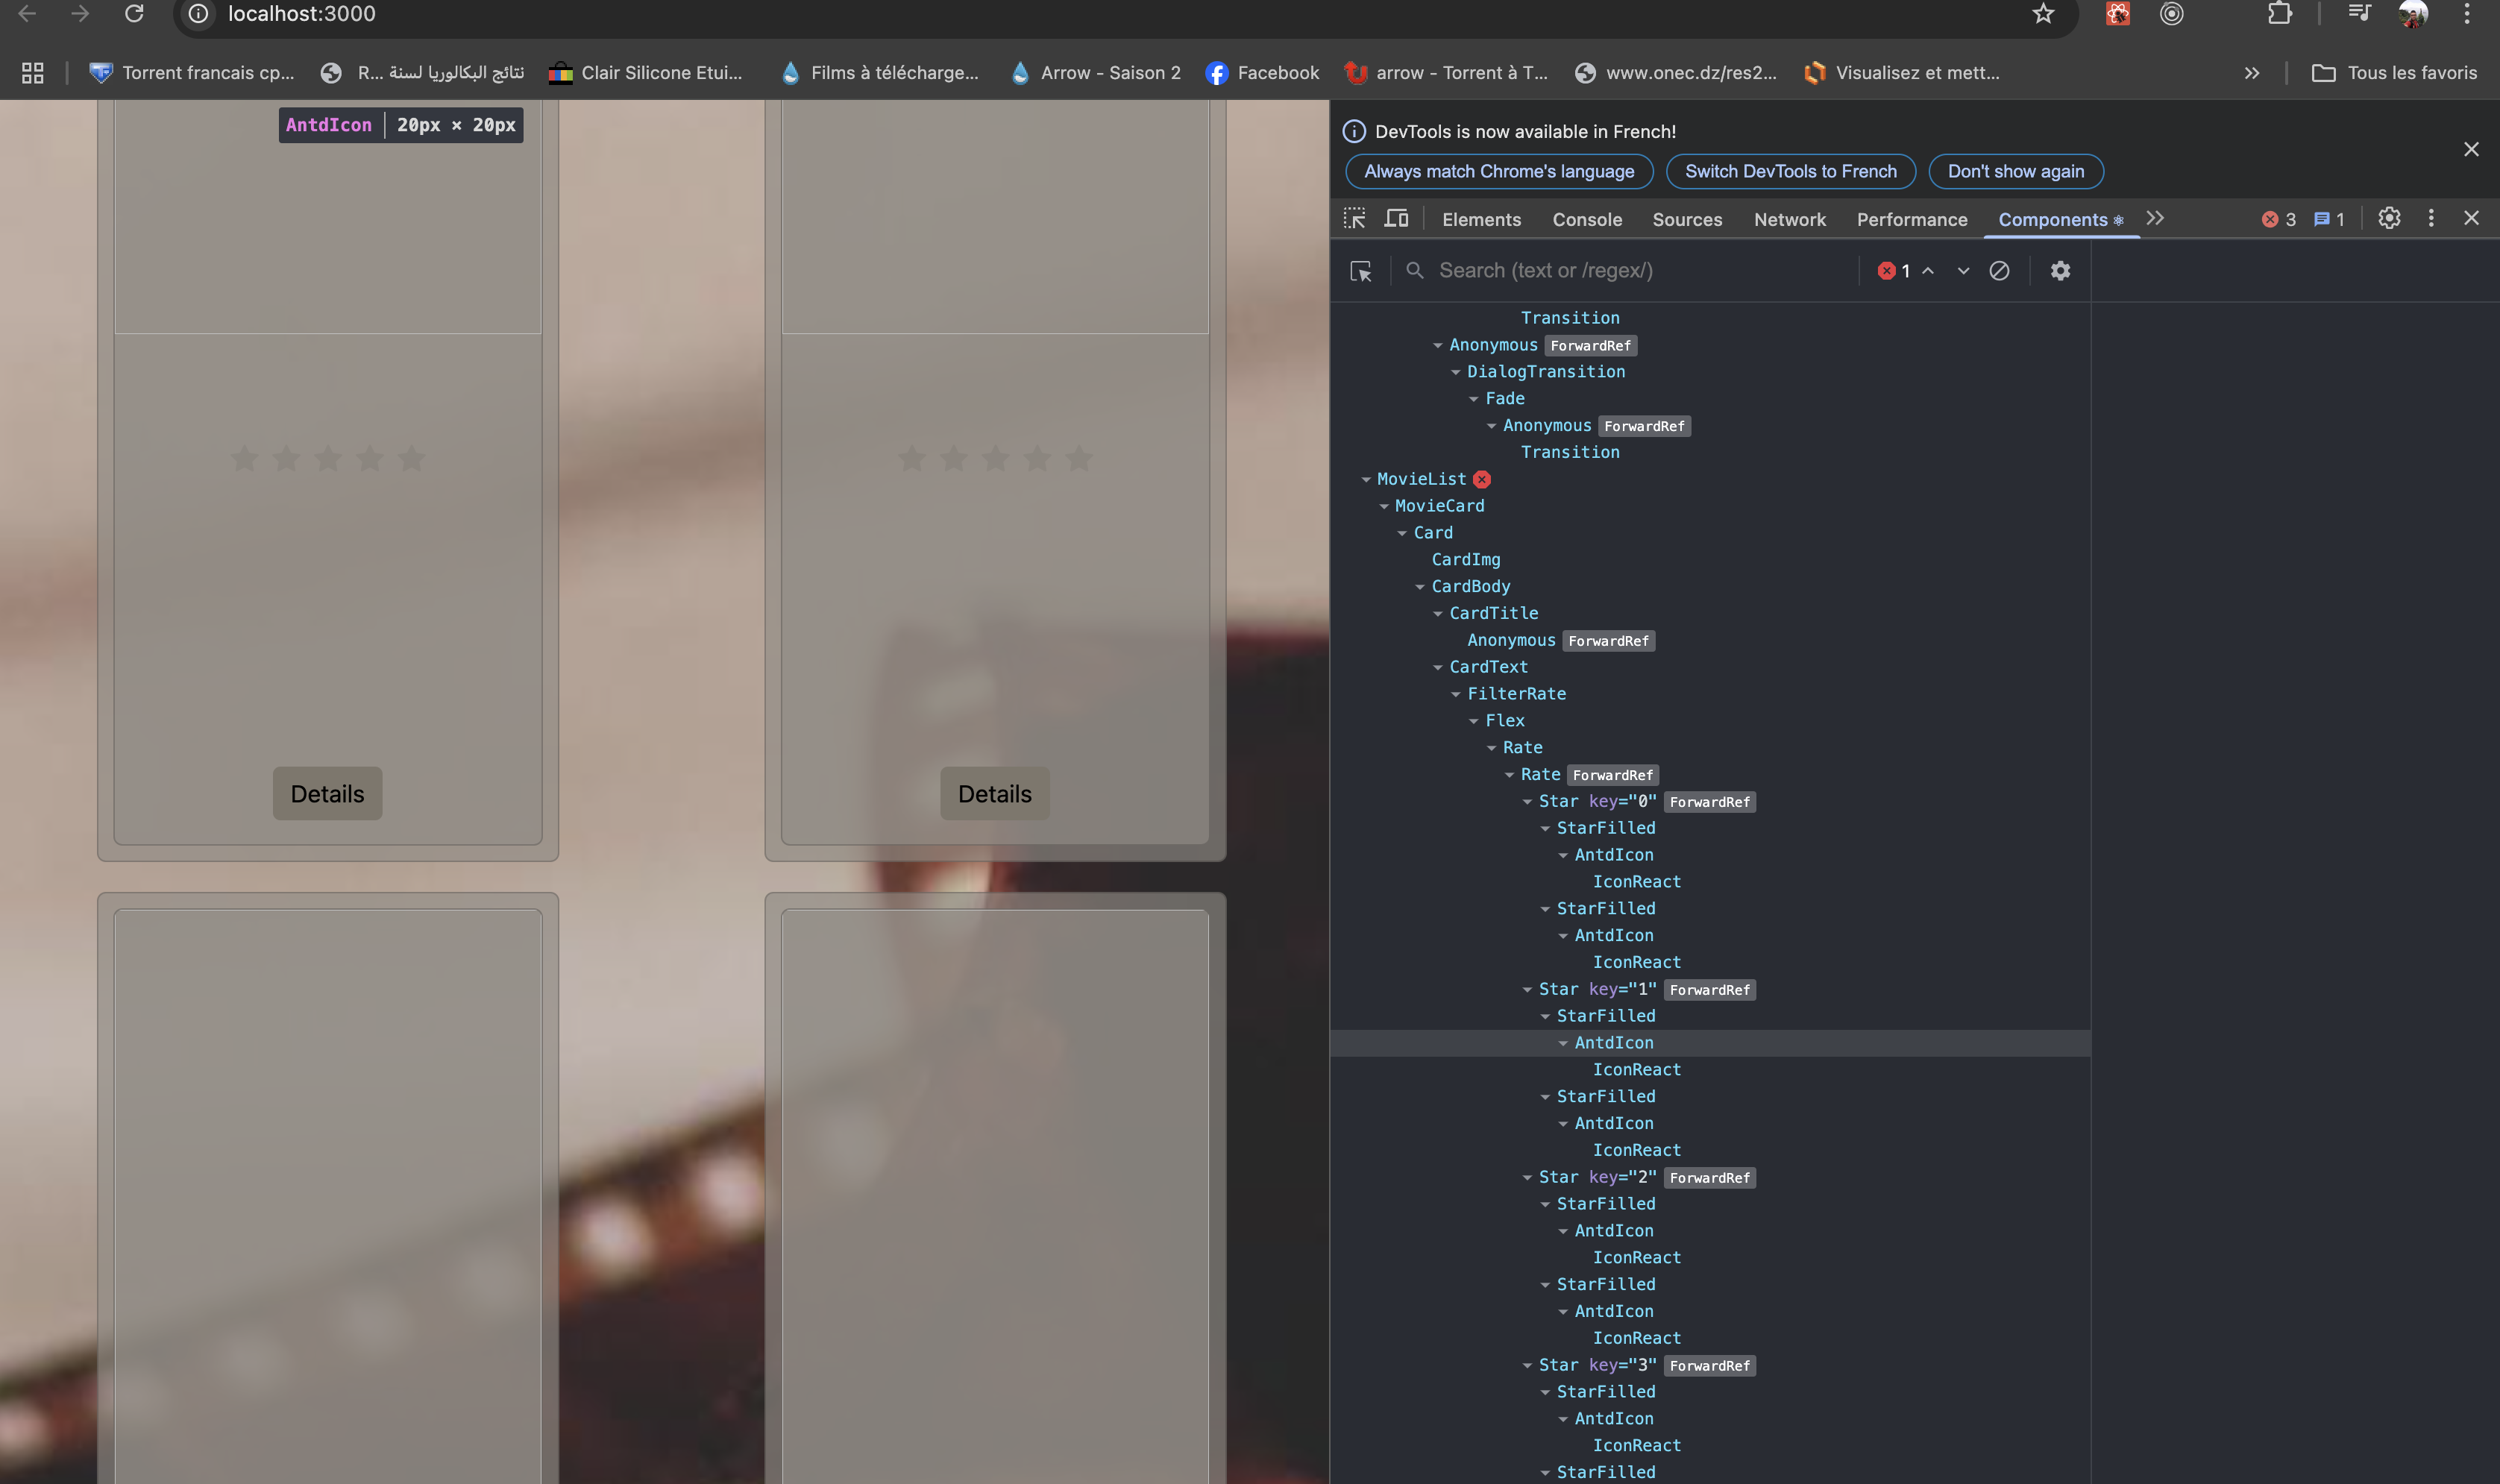 localhost:3000
Torrent francais cp...
R... نتائج البكالوريا لسنة
Clair Silicone Etui...
Films à télécharge...
Arrow - Saison 2
Facebook
arrow - Torrent à T...
www.onec.dz/res2...
Visualisez et mett...
Tous les favoris
AntdIcon 20px × 20px
Details
Details
DevTools is now available in French!
Always match Chrome's language Switch DevTools to French Don't show again
Elements Console Sources Network Performance Components 3 1
Search (text or /regex/) 1
Transition
Anonymous ForwardRef
DialogTransition
Fade
Anonymous ForwardRef
Transition
MovieList
MovieCard
Card
CardImg
CardBody
CardTitle
Anonymous ForwardRef
CardText
FilterRate
Flex
Rate
Rate ForwardRef
Star key="0" ForwardRef
StarFilled
AntdIcon
IconReact
StarFilled
AntdIcon
IconReact
Star key="1" ForwardRef
StarFilled
AntdIcon
IconReact
StarFilled
AntdIcon
IconReact
Star key="2" ForwardRef
StarFilled
AntdIcon
IconReact
StarFilled
AntdIcon
IconReact
Star key="3" ForwardRef
StarFilled
AntdIcon
IconReact
StarFilled